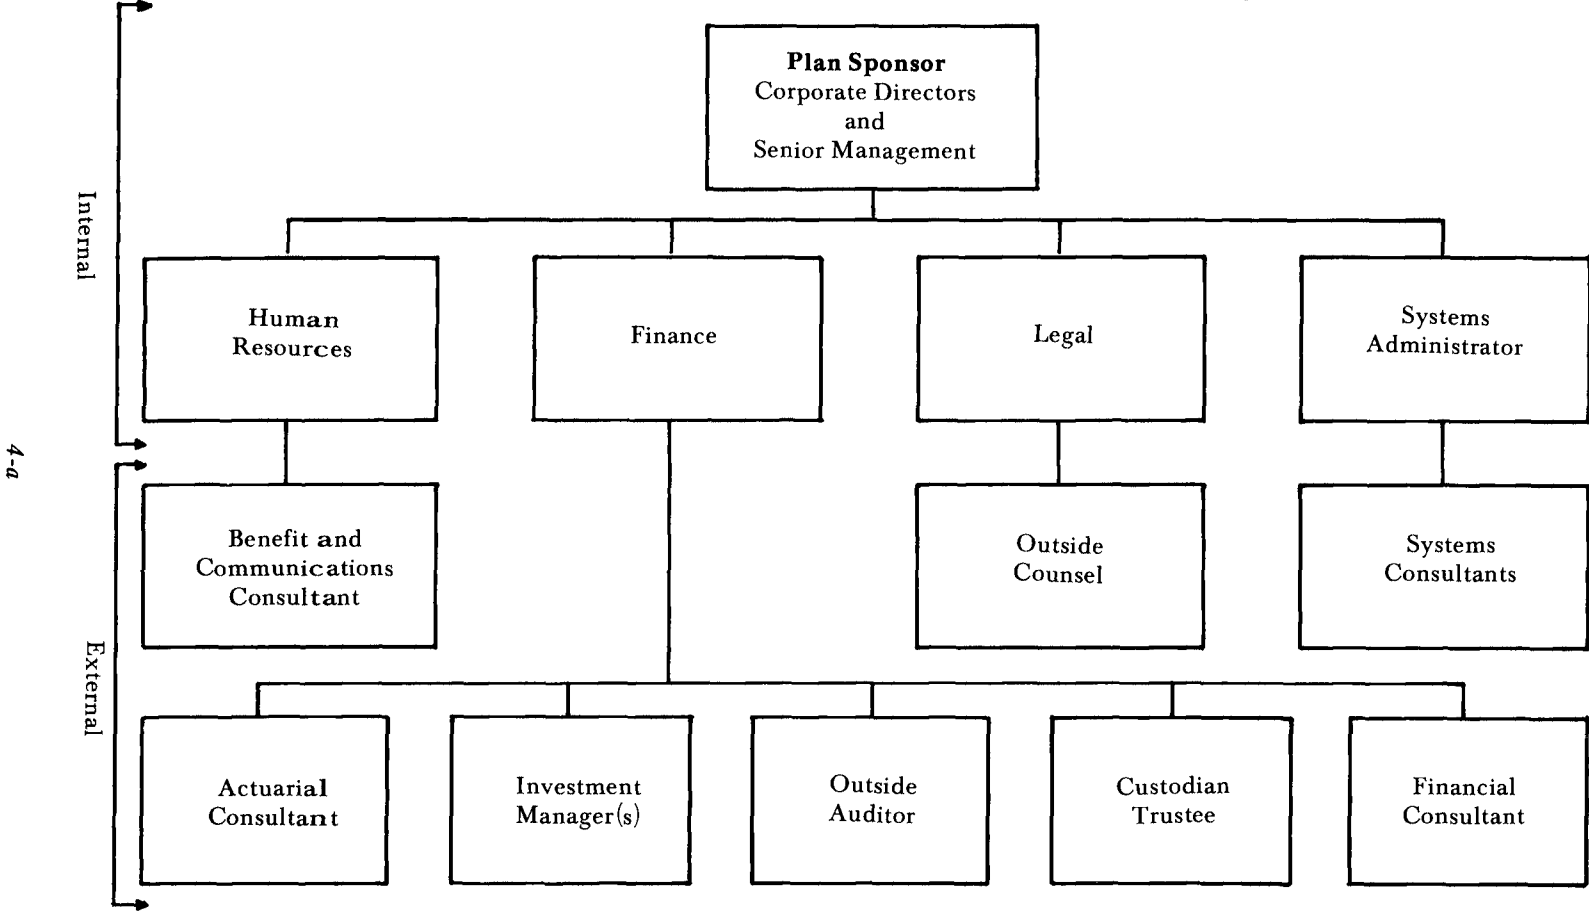 Plan Sponsor
Corporate Directors
and
Senior Management
Internal
Human
Resources
Finance
Legal
Systems
Administrator
4-a
Benefit and
Communications
Consultant
Outside
Counsel
Systems
Consultants
External
Actuarial
Consultant
Investment
Manager(s)
Outside
Auditor
Custodian
Trustee
Financial
Consultant